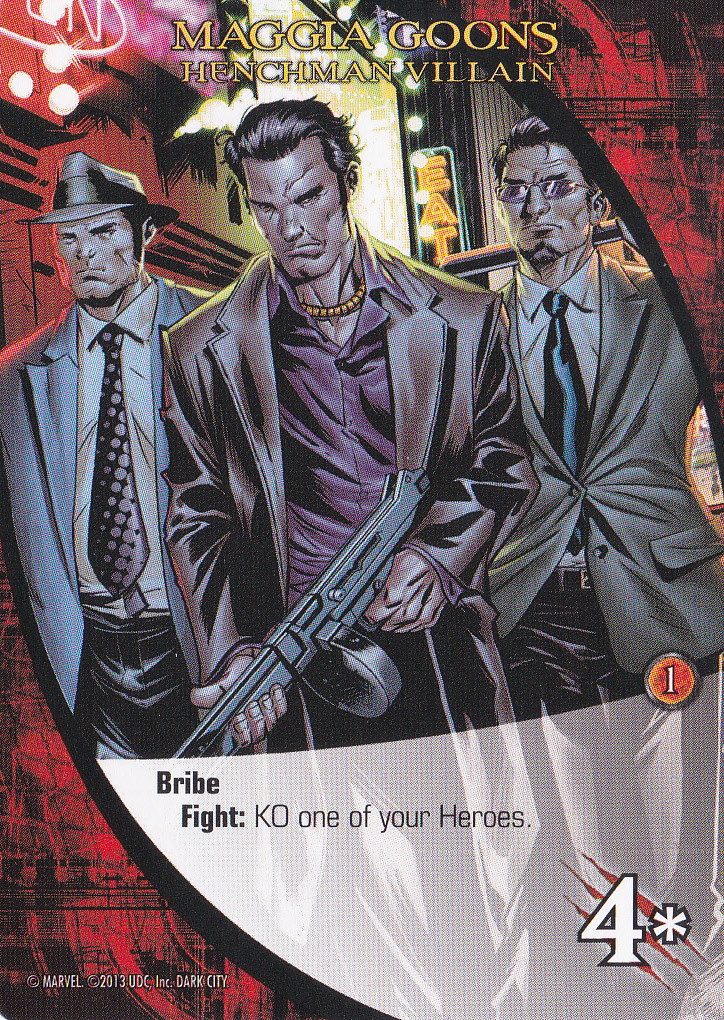 MAGGIA GOONS
HENCHMAN VILLAIN
EAT
1
Bribe
Fight: KO one of your Heroes.
4*
© MARVEL. ©2013 UDC, Inc. DARK CITY.